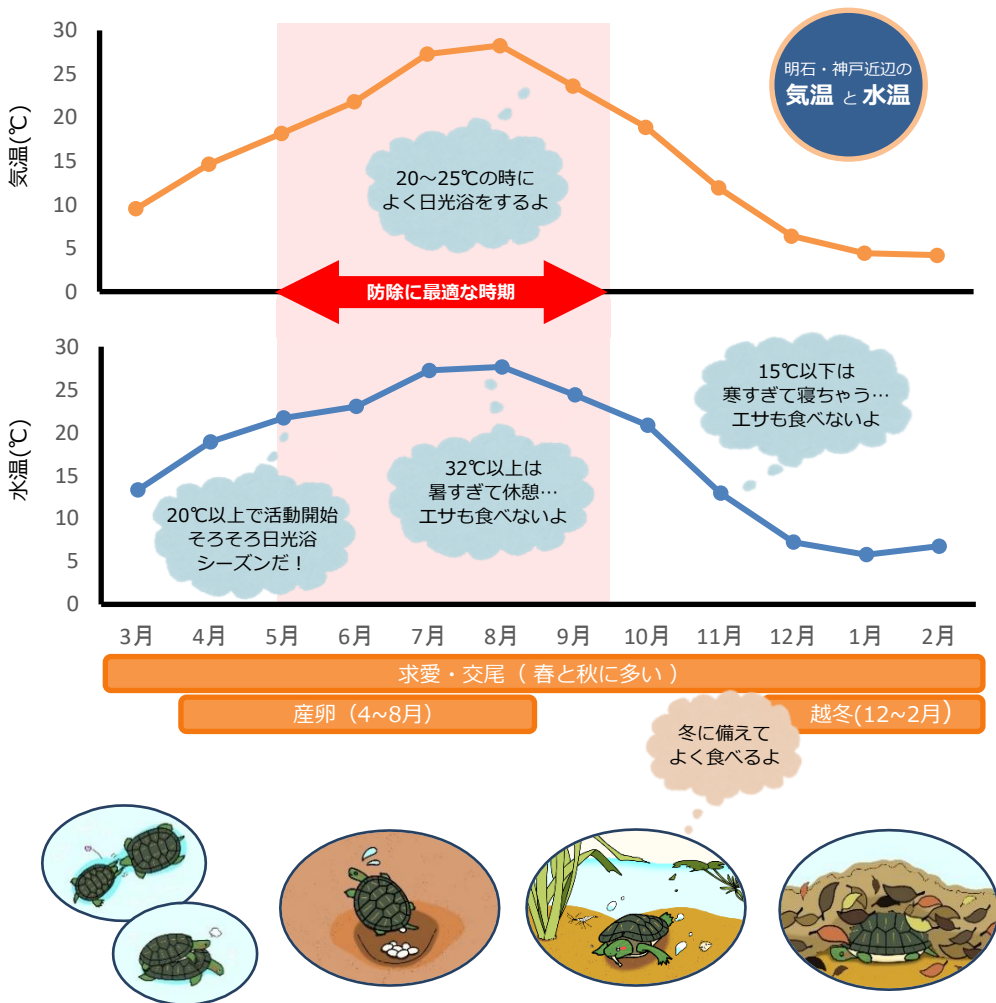 明石・神戸近辺の
気温 と 水温
気温(℃)
30
25
20
15
10
5
0
20～25℃の時に
よく日光浴をするよ
防除に最適な時期
水温(℃)
30
25
20
15
10
5
0
15℃以下は
寒すぎて寝ちゃう…
エサも食べないよ
32℃以上は
暑すぎて休憩…
エサも食べないよ
20℃以上で活動開始
そろそろ日光浴
シーズンだ！
3月 4月 5月 6月 7月 8月 9月 10月 11月 12月 1月 2月
求愛・交尾（ 春と秋に多い ）
産卵（4~8月）
越冬(12~2月)
冬に備えて
よく食べるよ